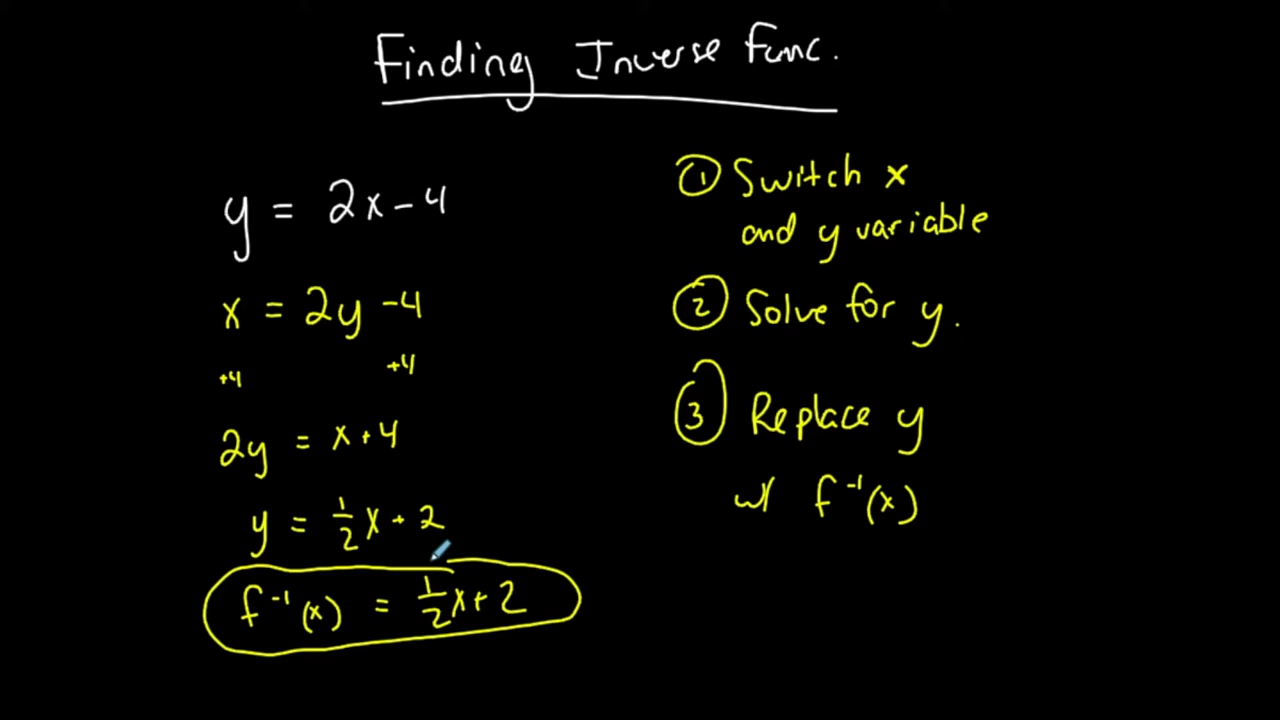 Finding Inverse Func.
y = 2x - 4
x = 2y - 4
+4 +4
2y = x + 4
y = 1/2 x + 2
f⁻¹(x) = 1/2 x + 2
① Switch x
and y variable
② Solve for y.
③ Replace y
w/ f⁻¹(x)